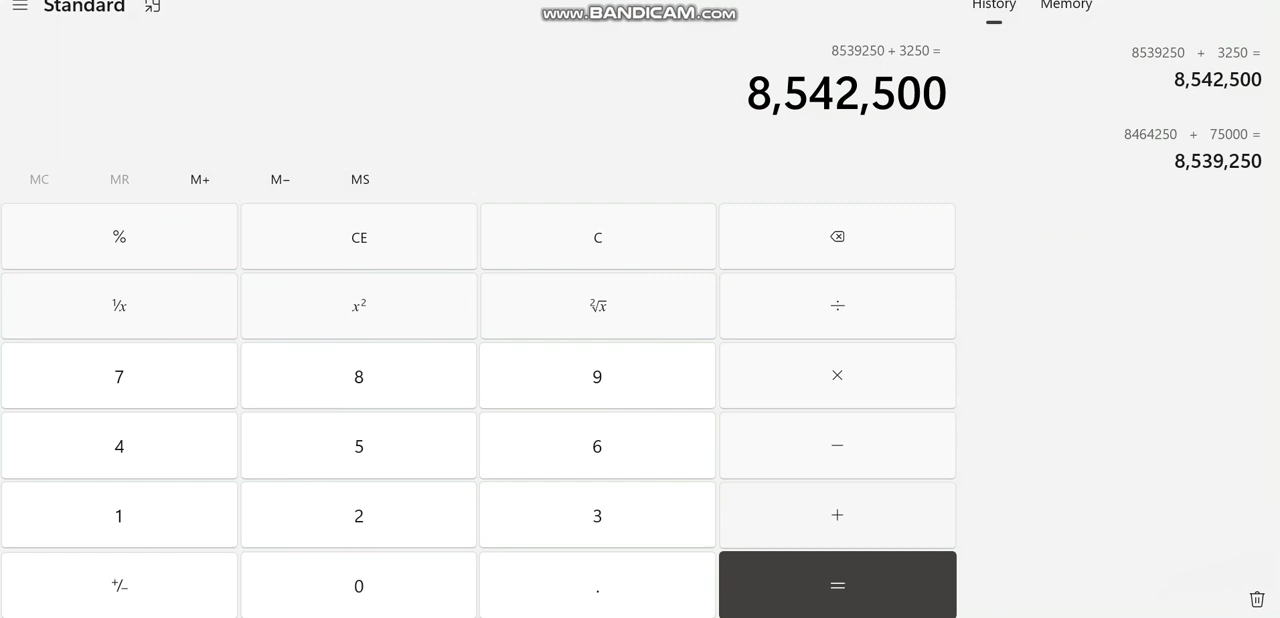 Standard
www.BANDICAM.com
History Memory
8539250 + 3250 =
8,542,500
8539250 + 3250 =
8,542,500
8464250 + 75000 =
8,539,250
MC MR M+ M− MS
% CE C
¹/x x² ²√x ÷
7 8 9 ×
4 5 6 −
1 2 3 +
+/− 0 . =